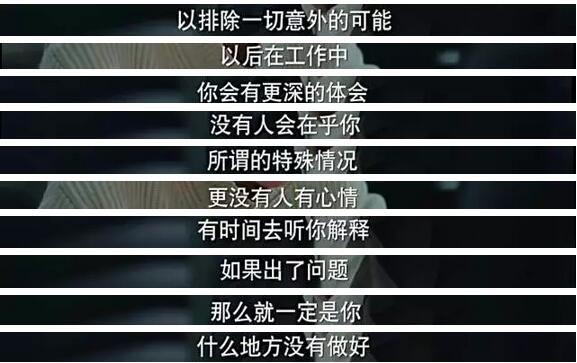 以排除一切意外的可能
以后在工作中
你会有更深的体会
没有人会在乎你
所谓的特殊情况
更没有人有心情
有时间去听你解释
如果出了问题
那么就一定是你
什么地方没有做好